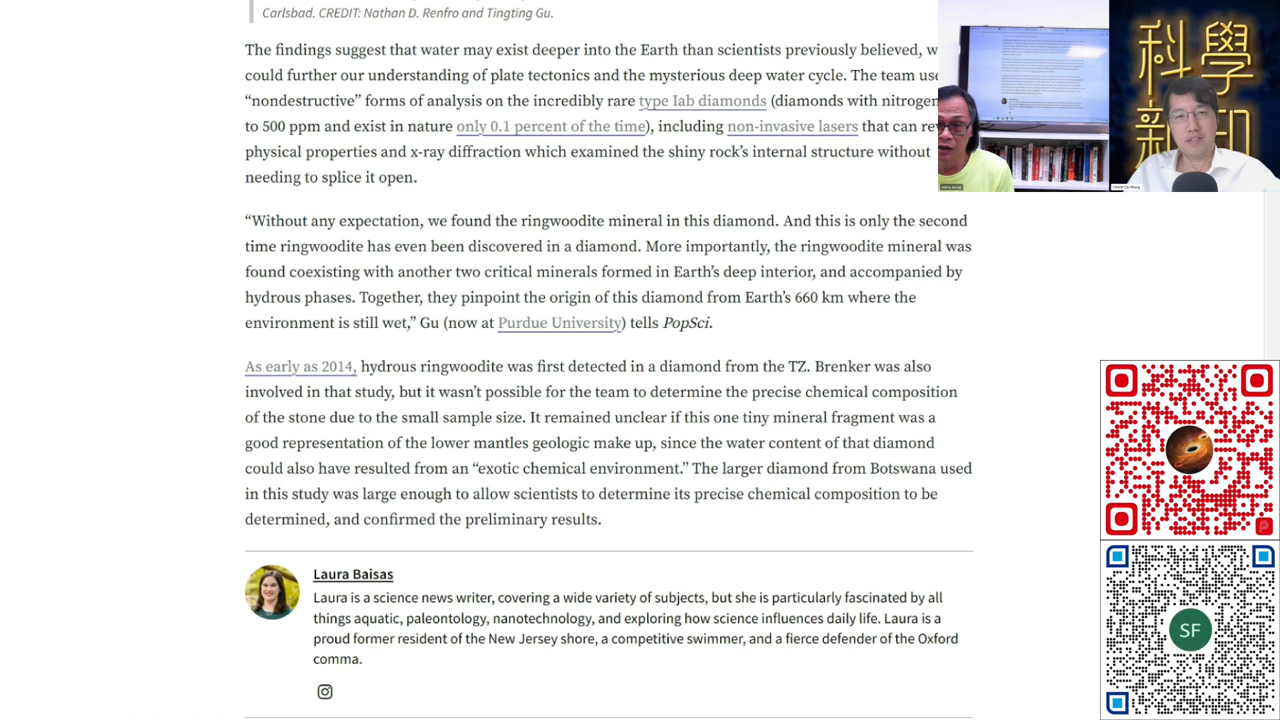 Carlsbad. CREDIT: Nathan D. Renfro and Tingting Gu.
The findings suggest that water may exist deeper into the Earth than scientists previously believed, w
could further our understanding of plate tectonics and Earth's mysterious deep water cycle. The team u
"nondestructive" forms of analysis on the incredibly rare type Iab diamonds (diamonds with nitrogen
to 500 ppm and exist in nature only 0.1 percent of the time), including non-invasive lasers that can rev
physical properties and x-ray diffraction which examined the shiny rock's internal structure without
needing to splice it open.
"Without any expectation, we found the ringwoodite mineral in this diamond. And this is only the second
time ringwoodite has even been discovered in a diamond. More importantly, the ringwoodite mineral was
found coexisting with another two critical minerals formed in Earth's deep interior, and accompanied by
hydrous phases. Together, they pinpoint the origin of this diamond from Earth's 660 km where the
environment is still wet," Gu (now at Purdue University) tells PopSci.
As early as 2014, hydrous ringwoodite was first detected in a diamond from the TZ. Brenker was also
involved in that study, but it wasn't possible for the team to determine a precise chemical composition
of the stone due to the small size. It remained unclear if this one tiny mineral fragment was a
good representation of the lower mantles geologic make up, since the water content of that diamond
could also have resulted from an "exotic chemical environment." The larger diamond from Botswana used
in this study was large enough to allow scientists to determine its precise chemical composition to be
determined, and confirmed the preliminary results.
Laura Baisas
Laura is a science news writer, covering a wide variety of subjects, but she is particularly fascinated by all
things aquatic, paleontology, nanotechnology, and exploring how science influences daily life. Laura is a
proud former resident of the New Jersey shore, a competitive swimmer, and a fierce defender of the Oxford
comma.
科學
新知
SF